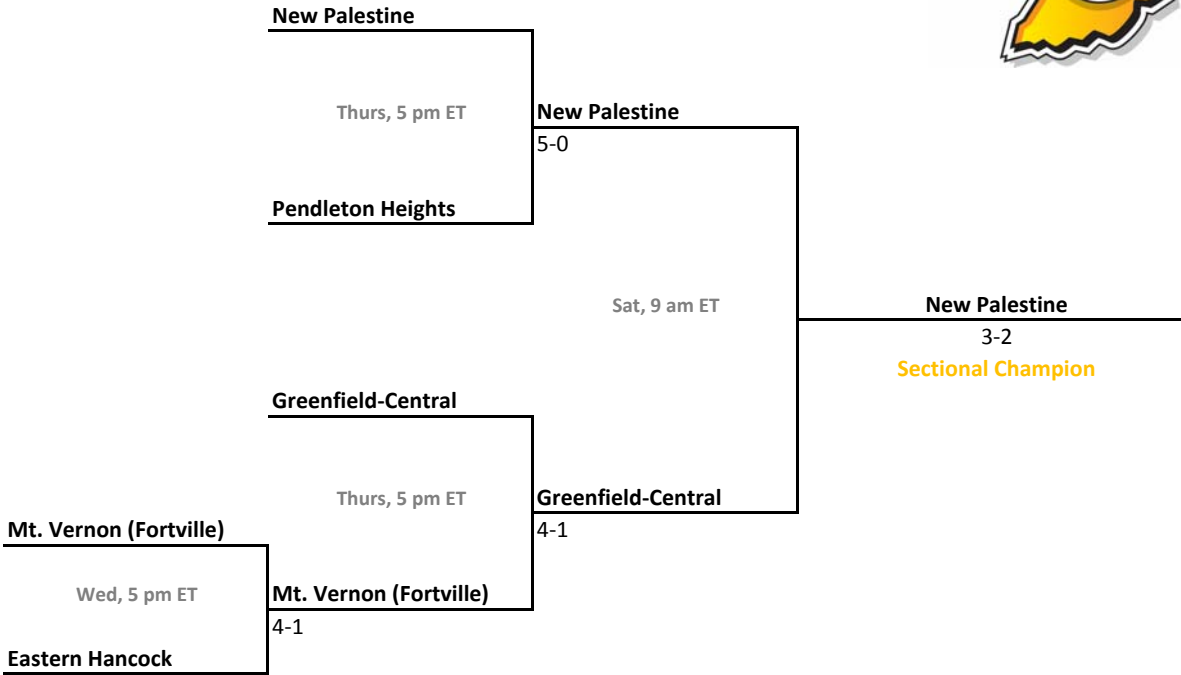 New Palestine
Thurs, 5 pm ET
New Palestine
5-0
Pendleton Heights
Sat, 9 am ET
New Palestine
3-2
Sectional Champion
Greenfield-Central
Thurs, 5 pm ET
Greenfield-Central
4-1
Mt. Vernon (Fortville)
Wed, 5 pm ET
Mt. Vernon (Fortville)
4-1
Eastern Hancock